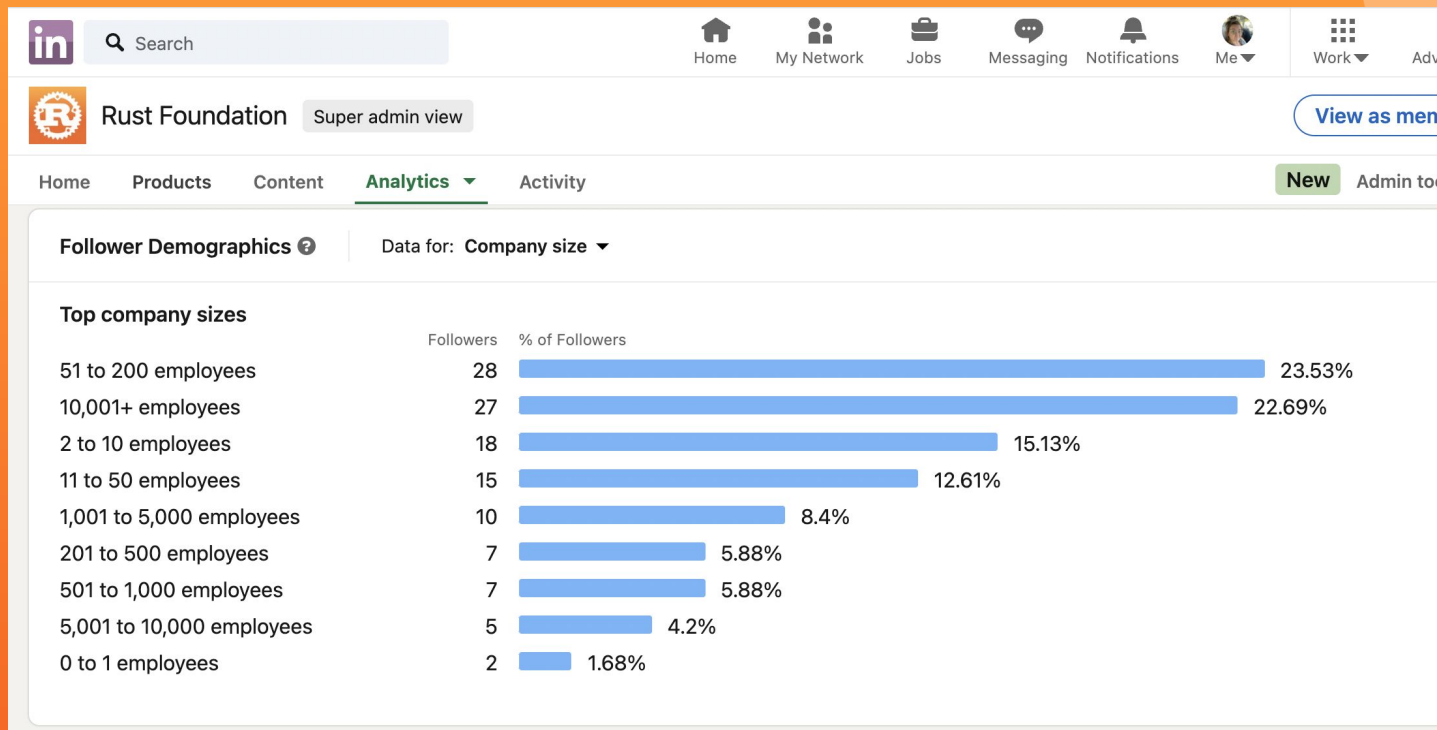 in Search
Home My Network Jobs Messaging Notifications Me Work
R Rust Foundation Super admin view View as
Home Products Content Analytics Activity New Admin
Follower Demographics ? Data for: Company size
Top company sizes
Followers % of Followers
51 to 200 employees 28 23.53%
10,001+ employees 27 22.69%
2 to 10 employees 18 15.13%
11 to 50 employees 15 12.61%
1,001 to 5,000 employees 10 8.4%
201 to 500 employees 7 5.88%
501 to 1,000 employees 7 5.88%
5,001 to 10,000 employees 5 4.2%
0 to 1 employees 2 1.68%